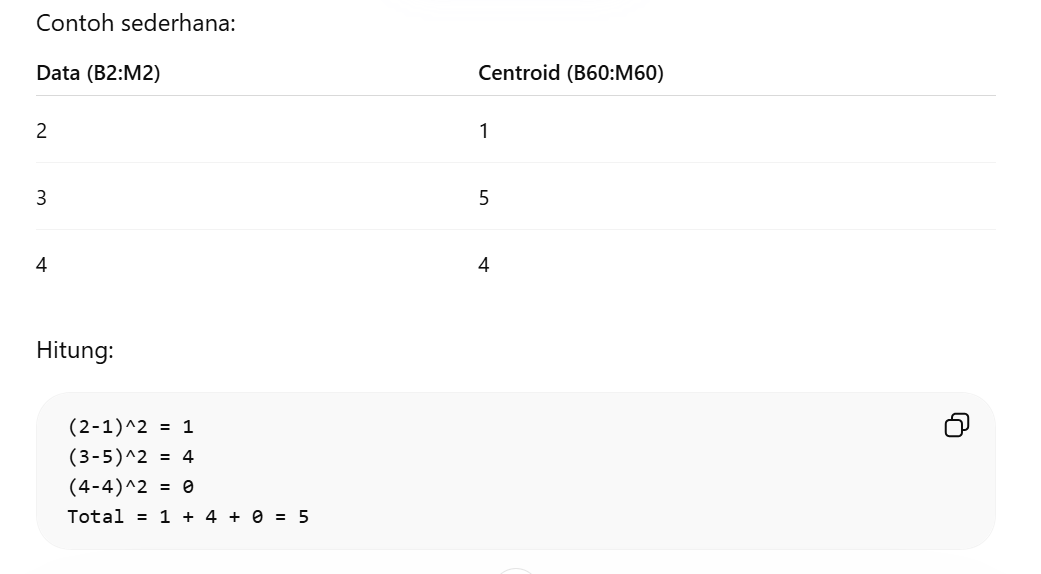 Contoh sederhana:
Data (B2:M2) Centroid (B60:M60)
2 1
3 5
4 4
Hitung:
(2-1)^2 = 1
(3-5)^2 = 4
(4-4)^2 = 0
Total = 1 + 4 + 0 = 5